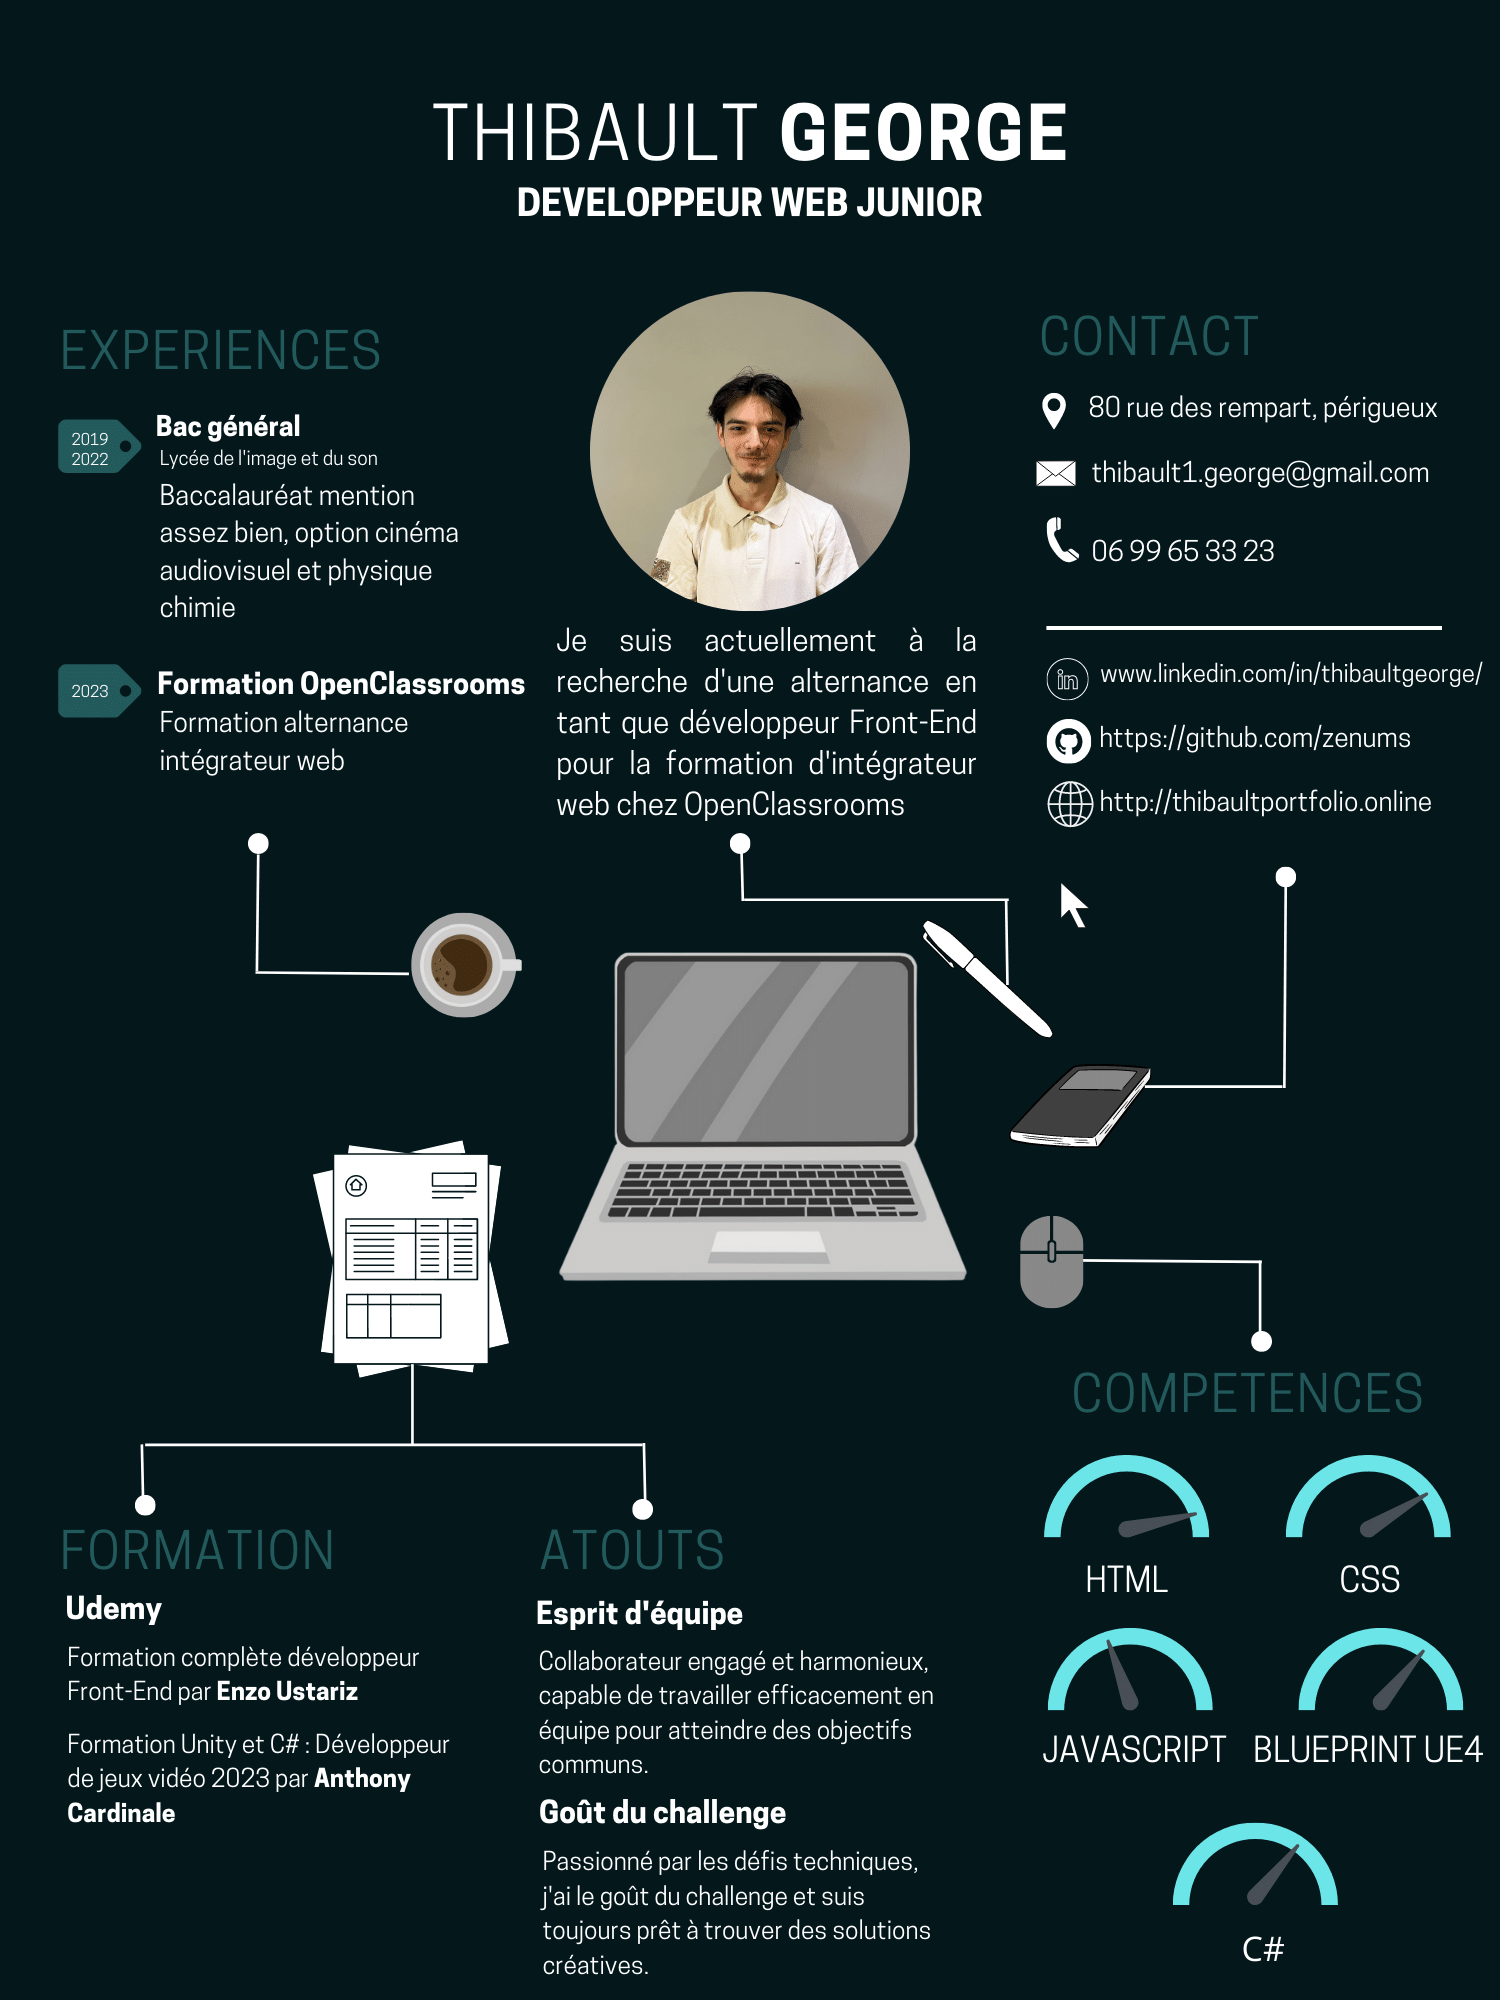 THIBAULT GEORGE
DEVELOPPEUR WEB JUNIOR
EXPERIENCES
2019
2022
Bac général
Lycée de l'image et du son
Baccalauréat mention
assez bien, option cinéma
audiovisuel et physique
chimie
2023
Formation OpenClassrooms
Formation alternance
intégrateur web
Je suis actuellement à la
recherche d'une alternance en
tant que développeur Front-End
pour la formation d'intégrateur
web chez OpenClassrooms
CONTACT
80 rue des rempart, périgueux
thibault1.george@gmail.com
06 99 65 33 23
in
www.linkedin.com/in/thibaultgeorge/
https://github.com/zenums
http://thibaultportfolio.online
FORMATION
Udemy
Formation complète développeur
Front-End par Enzo Ustariz
Formation Unity et C# : Développeur
de jeux vidéo 2023 par Anthony
Cardinale
ATOUTS
Esprit d'équipe
Collaborateur engagé et harmonieux,
capable de travailler efficacement en
équipe pour atteindre des objectifs
communs.
Goût du challenge
Passionné par les défis techniques,
j'ai le goût du challenge et suis
toujours prêt à trouver des solutions
créatives.
COMPETENCES
HTML
CSS
JAVASCRIPT
BLUEPRINT UE4
C#